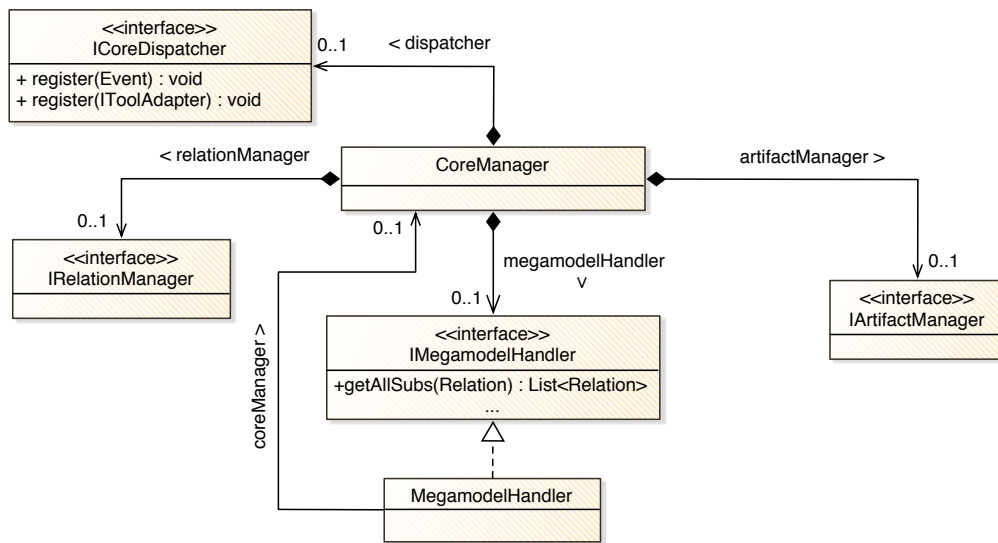 <<interface>>
ICoreDispatcher
+ register(Event) : void
+ register(IToolAdapter) : void
0..1
< dispatcher
< relationManager
CoreManager
artifactManager >
0..1
<<interface>>
IRelationManager
0..1
megamodelHandler
v
0..1
0..1
<<interface>>
IArtifactManager
coreManager >
<<interface>>
IMegamodelHandler
+getAllSubs(Relation) : List<Relation>
...
MegamodelHandler